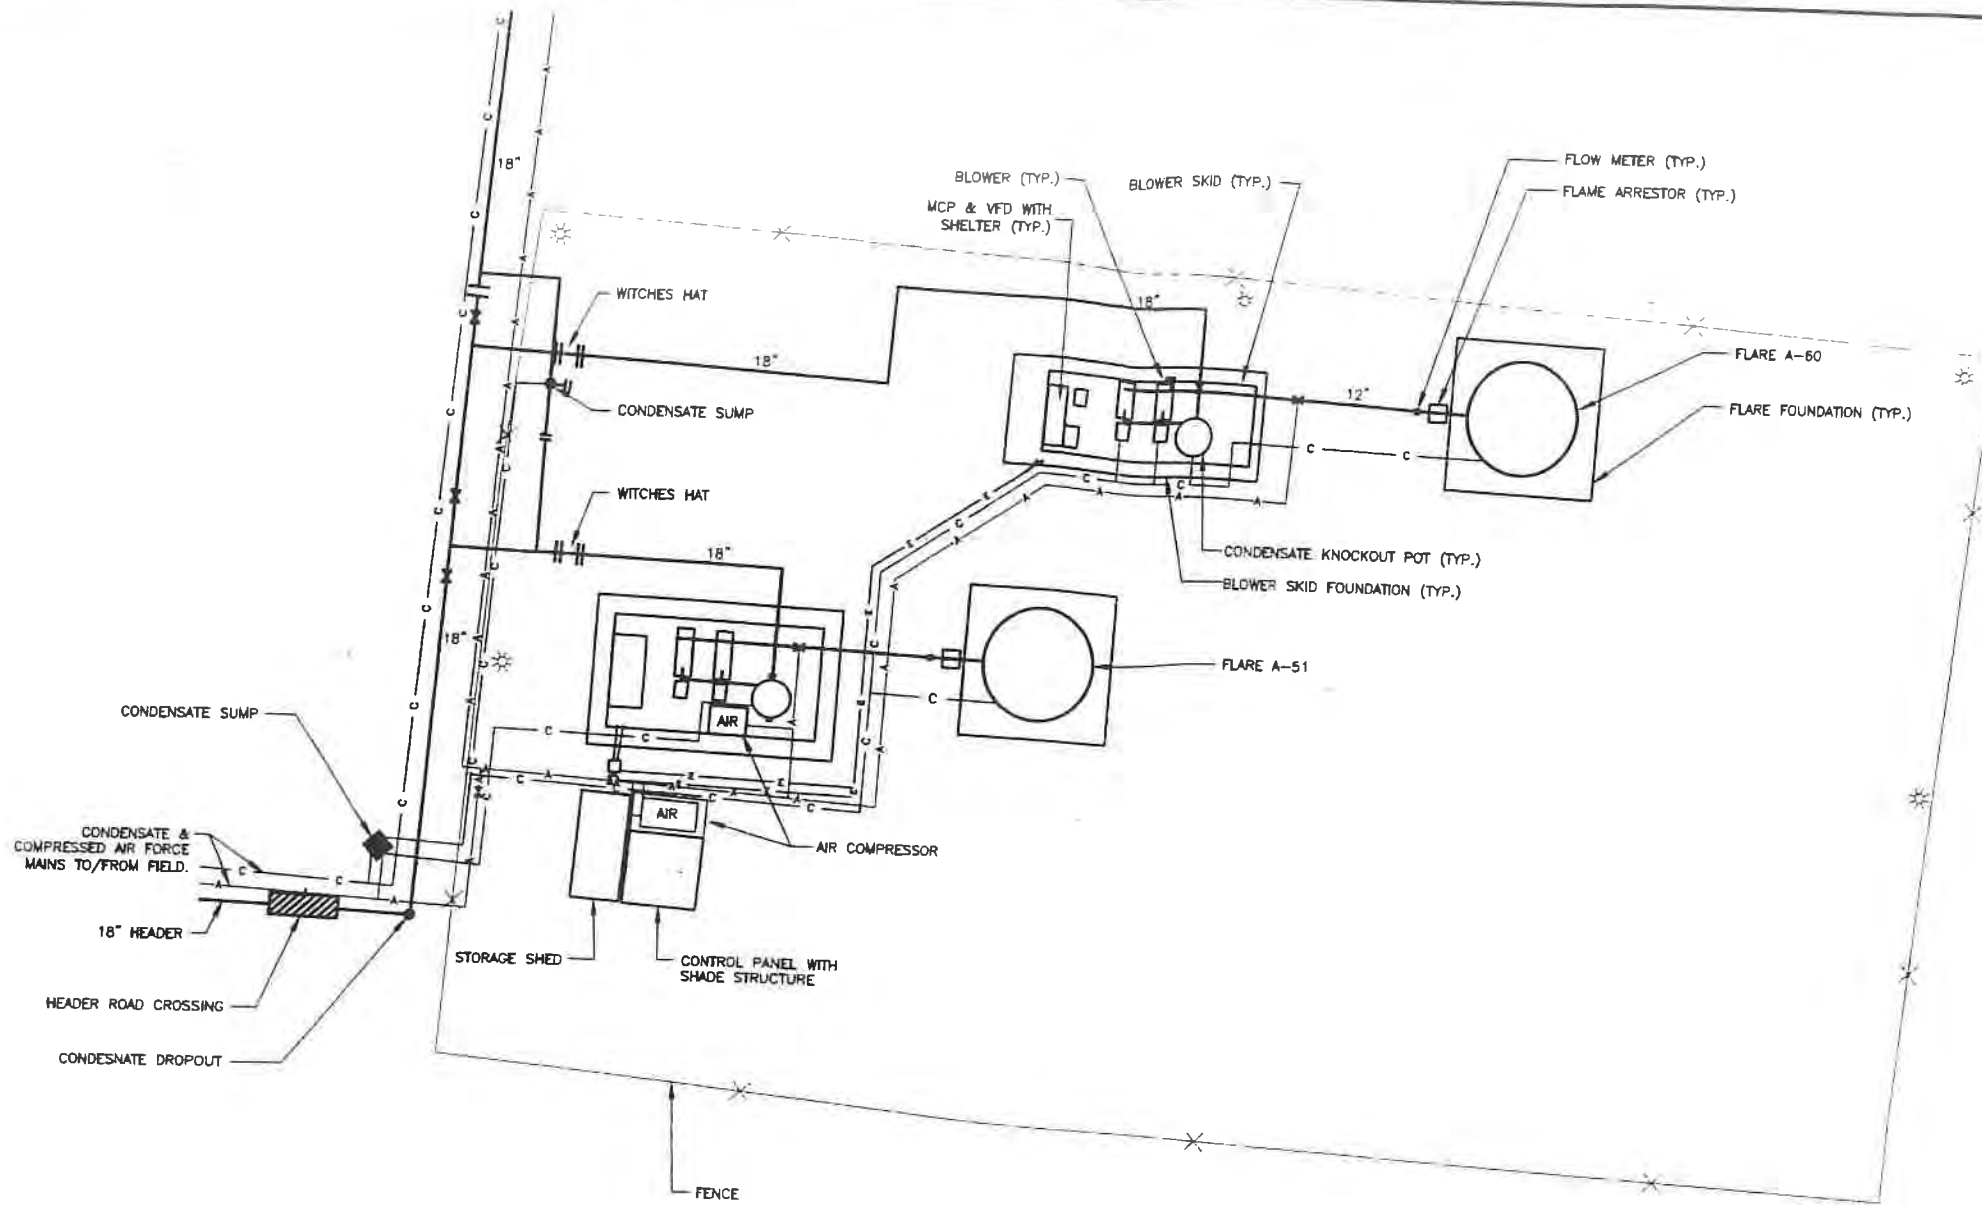 18"
BLOWER (TYP.)
BLOWER SKID (TYP.)
FLOW METER (TYP.)
FLAME ARRESTOR (TYP.)
MCP & VFD WITH
SHELTER (TYP.)
WITCHES HAT
18"
18"
12"
FLARE A-60
CONDENSATE SUMP
FLARE FOUNDATION (TYP.)
C
C
WITCHES HAT
18"
C
A
A
A
CONDENSATE KNOCKOUT POT (TYP.)
BLOWER SKID FOUNDATION (TYP.)
18"
FLARE A-51
C
CONDENSATE SUMP
AIR
C
C
A
E
E
C
A
AIR
AIR COMPRESSOR
CONDENSATE &
COMPRESSED AIR FORCE
MAINS TO/FROM FIELD.
C
C
A
A
18" HEADER
STORAGE SHED
CONTROL PANEL WITH
SHADE STRUCTURE
HEADER ROAD CROSSING
CONDESNATE DROPOUT
FENCE